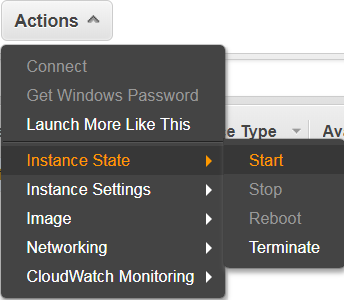 Actions
Connect
Get Windows Password
Launch More Like This
e Type
Ava
Instance State
Start
Instance Settings
Stop
Image
Reboot
Networking
Terminate
CloudWatch Monitoring